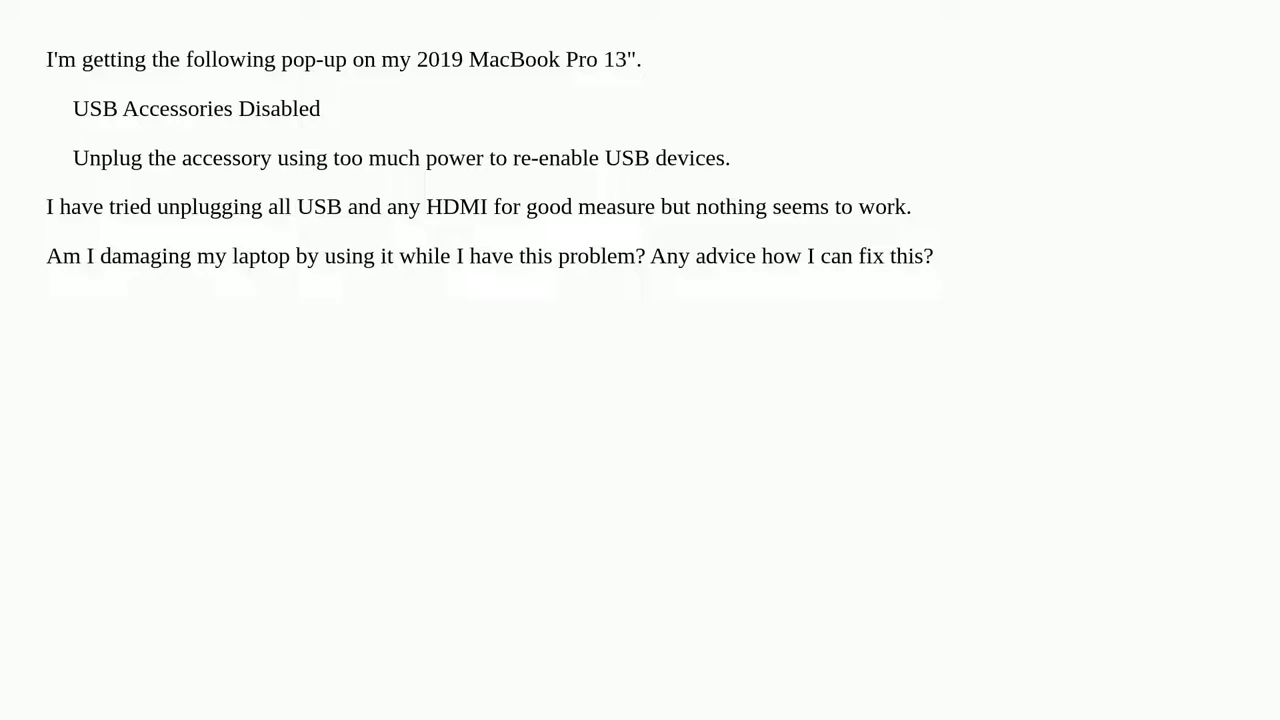 I'm getting the following pop-up on my 2019 MacBook Pro 13".
USB Accessories Disabled
Unplug the accessory using too much power to re-enable USB devices.
I have tried unplugging all USB and any HDMI for good measure but nothing seems to work.
Am I damaging my laptop by using it while I have this problem? Any advice how I can fix this?